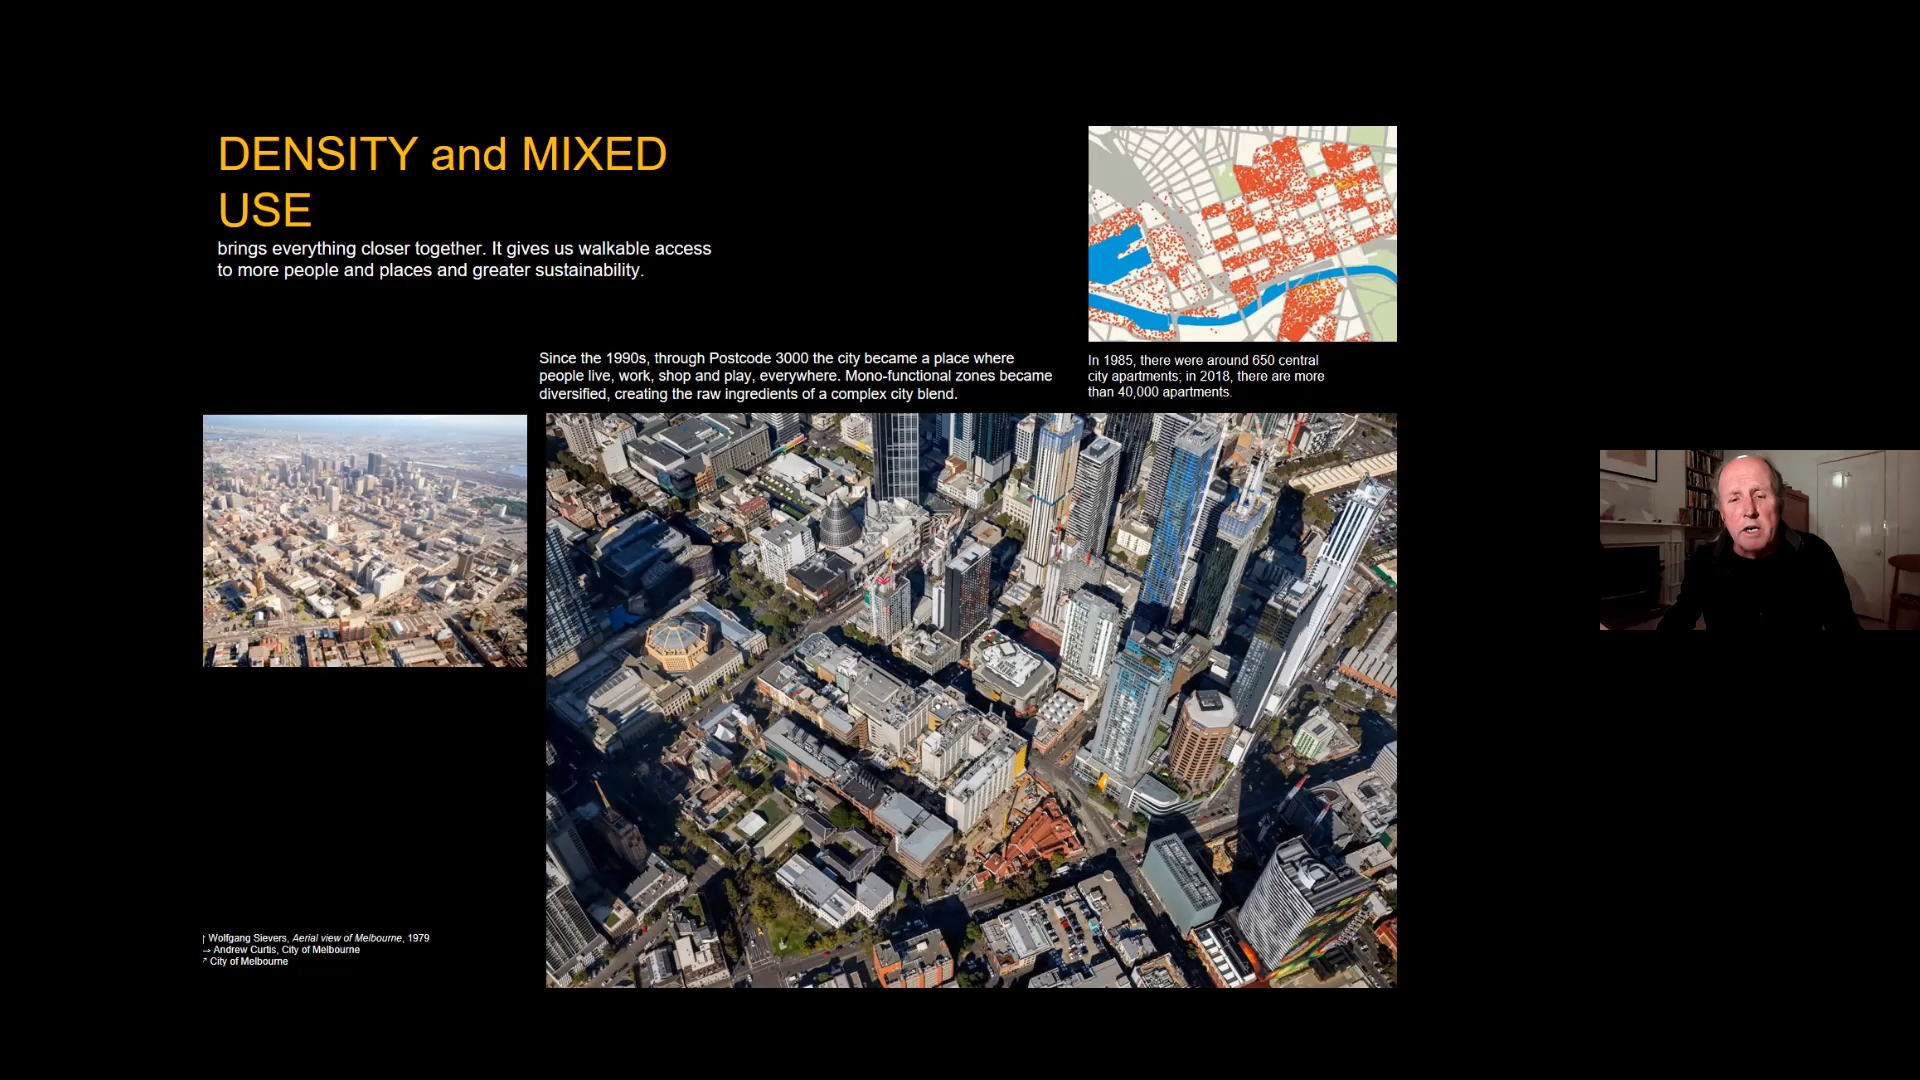 DENSITY and MIXED
USE
brings everything closer together. It gives us walkable access
to more people and places and greater sustainability.
Since the 1990s, through Postcode 3000 the city became a place where
people live, work, shop and play, everywhere. Mono-functional zones became
diversified, creating the raw ingredients of a complex city blend.
In 1985, there were around 650 central
city apartments; in 2018, there are more
than 40,000 apartments.
↑ Wolfgang Sievers, Aerial view of Melbourne, 1979
→ Andrew Curtis, City of Melbourne
↗ City of Melbourne